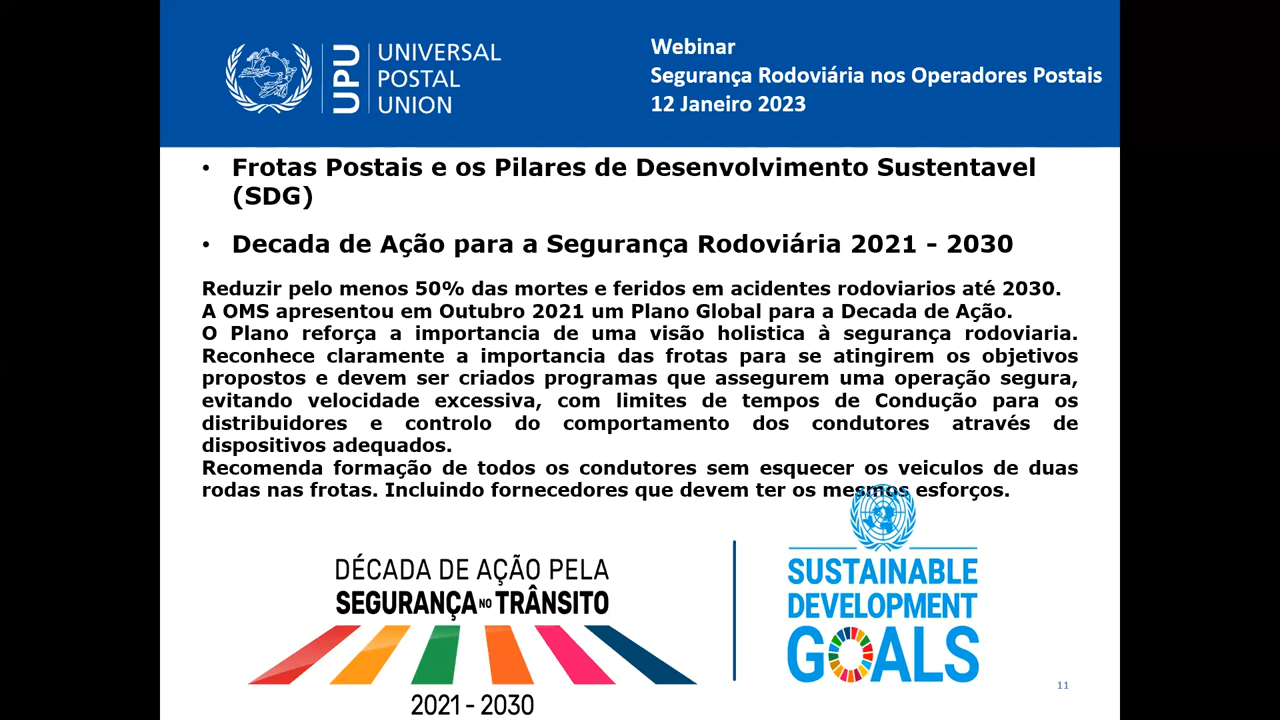 UPU
UNIVERSAL
POSTAL
UNION
Webinar
Segurança Rodoviária nos Operadores Postais
12 Janeiro 2023
• Frotas Postais e os Pilares de Desenvolvimento Sustentavel
(SDG)
• Decada de Ação para a Segurança Rodoviária 2021 - 2030
Reduzir pelo menos 50% das mortes e feridos em acidentes rodoviarios até 2030.
A OMS apresentou em Outubro 2021 um Plano Global para a Decada de Ação.
O Plano reforça a importancia de uma visão holistica à segurança rodoviaria.
Reconhece claramente a importancia das frotas para se atingirem os objetivos
propostos e devem ser criados programas que assegurem uma operação segura,
evitando velocidade excessiva, com limites de tempos de Condução para os
distribuidores e controlo do comportamento dos condutores através de
dispositivos adequados.
Recomenda formação de todos os condutores sem esquecer os veiculos de duas
rodas nas frotas. Incluindo fornecedores que devem ter os mesmos esforços.
DÉCADA DE AÇÃO PELA
SEGURANÇA NO TRÂNSITO
2021 - 2030
SUSTAINABLE
DEVELOPMENT
GOALS
11